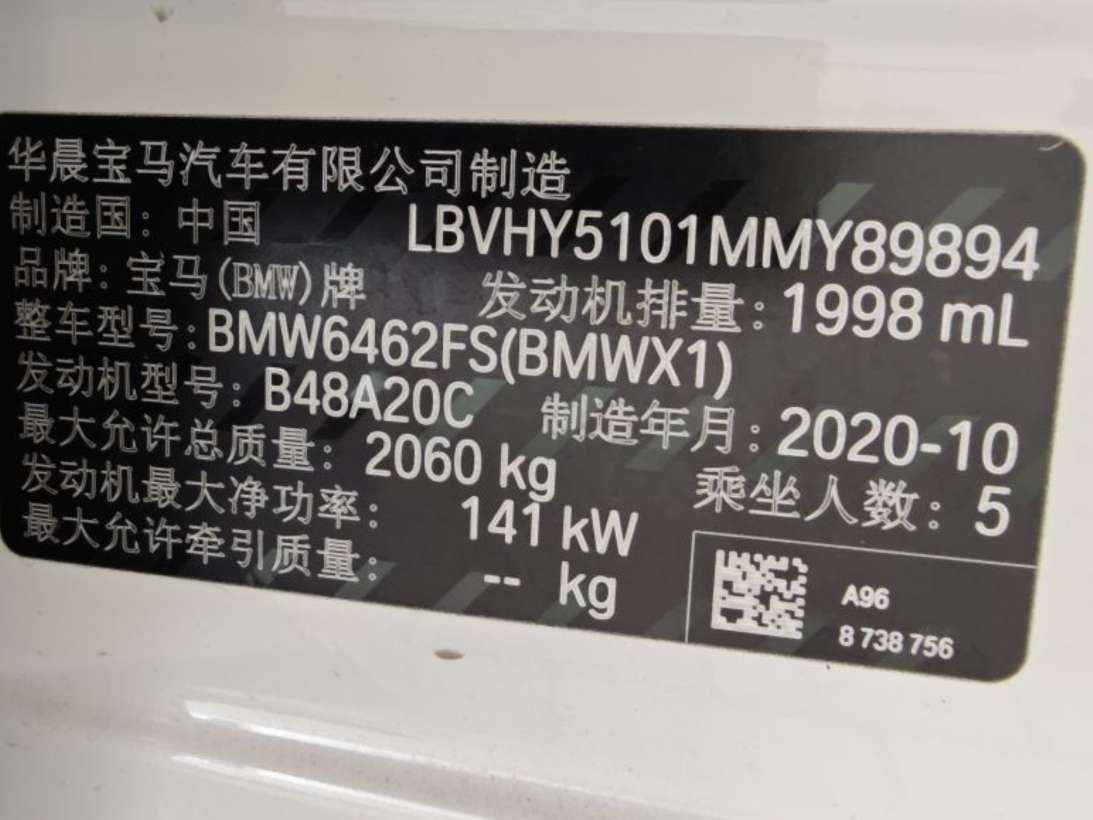 华晨宝马汽车有限公司制造
制造国：中国 LBVHY5101MMY89894
品牌：宝马(BMW)牌 发动机排量：1998 mL
整车型号：BMW6462FS(BMWX1)
发动机型号：B48A20C 制造年月：2020-10
最大允许总质量：2060 kg 乘坐人数：5
发动机最大净功率：141 kW
最大允许牵引质量：-- kg
A96
8 738 756